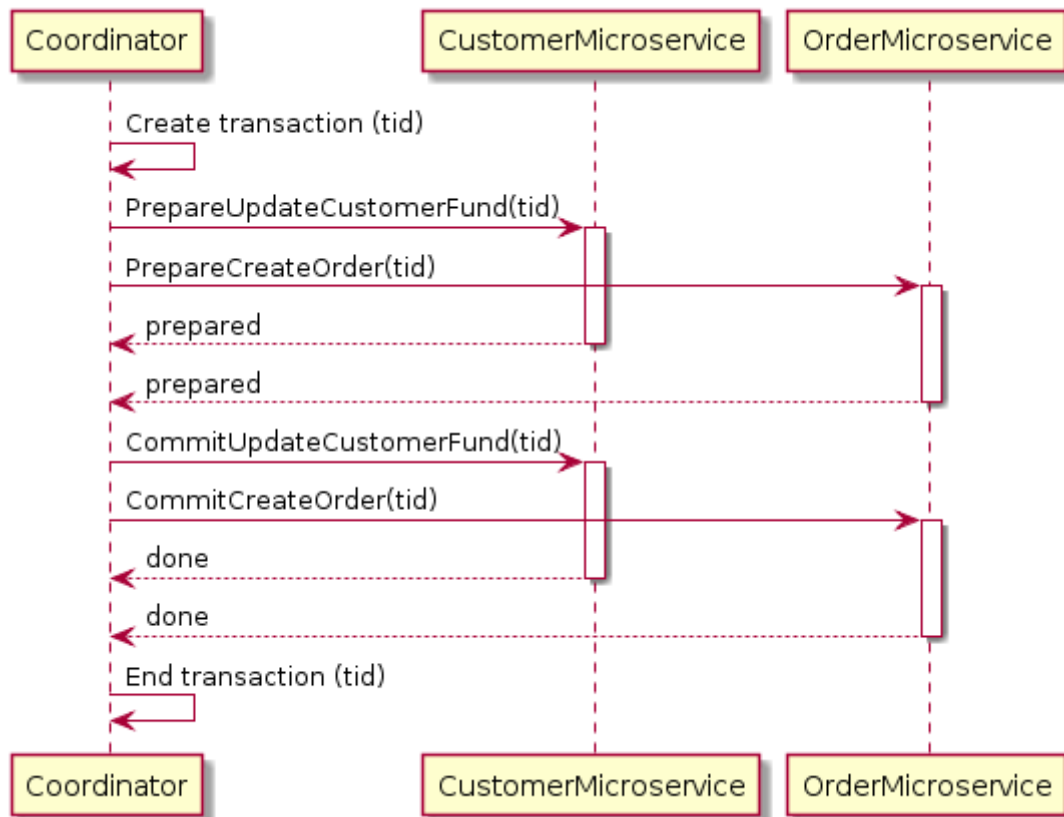 Coordinator
CustomerMicroservice
OrderMicroservice
Create transaction (tid)
PrepareUpdateCustomerFund(tid)
PrepareCreateOrder(tid)
prepared
prepared
CommitUpdateCustomerFund(tid)
CommitCreateOrder(tid)
done
done
End transaction (tid)
Coordinator
CustomerMicroservice
OrderMicroservice